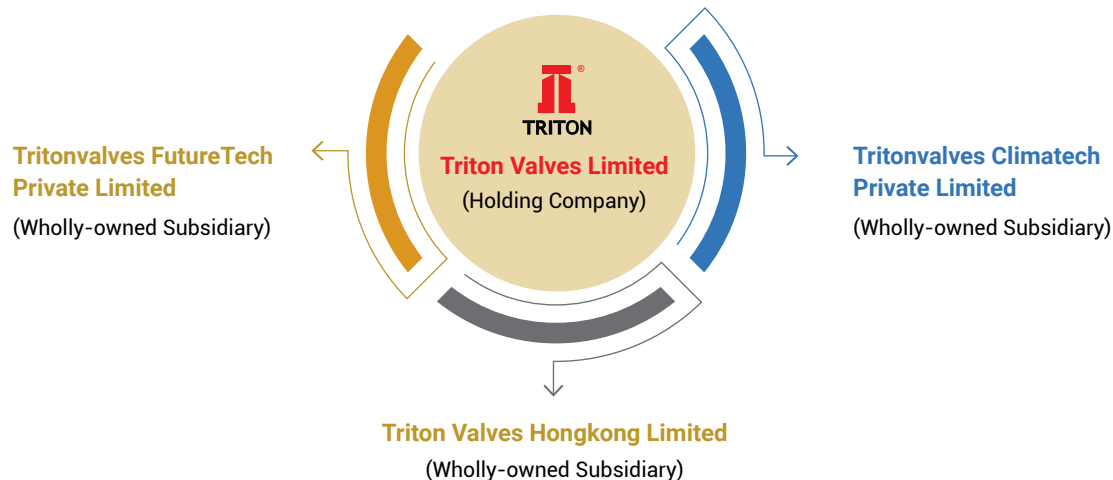 ®
TRITON
Triton Valves Limited
(Holding Company)
Tritonvalves FutureTech
Private Limited
(Wholly-owned Subsidiary)
Tritonvalves Climatech
Private Limited
(Wholly-owned Subsidiary)
Triton Valves Hongkong Limited
(Wholly-owned Subsidiary)